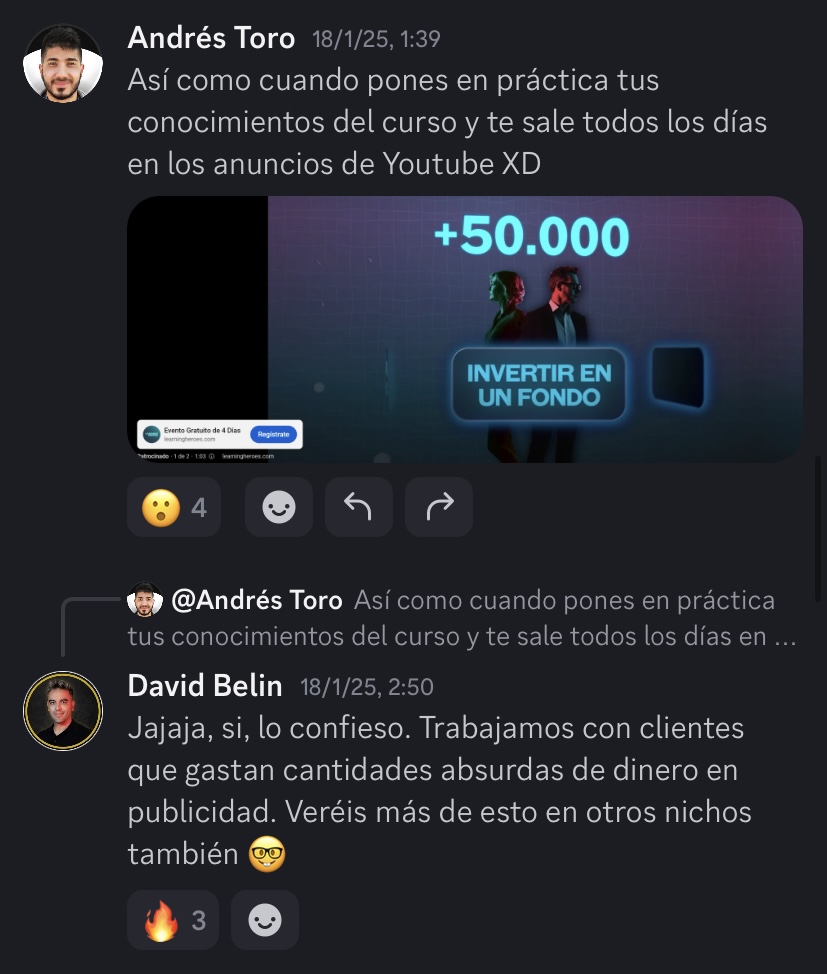 Andrés Toro 18/1/25, 1:39
Así como cuando pones en práctica tus
conocimientos del curso y te sale todos los días
en los anuncios de Youtube XD
+50.000
INVERTIR EN
UN FONDO
Evento Gratuito de 4 Días
learningheroes.com
Regístrate
Patrocinado · 1 de 2 · 1:03 learningheroes.com
4
@Andrés Toro Así como cuando pones en práctica
tus conocimientos del curso y te sale todos los días en ...
David Belin 18/1/25, 2:50
Jajaja, si, lo confieso. Trabajamos con clientes
que gastan cantidades absurdas de dinero en
publicidad. Veréis más de esto en otros nichos
también 🤓
3